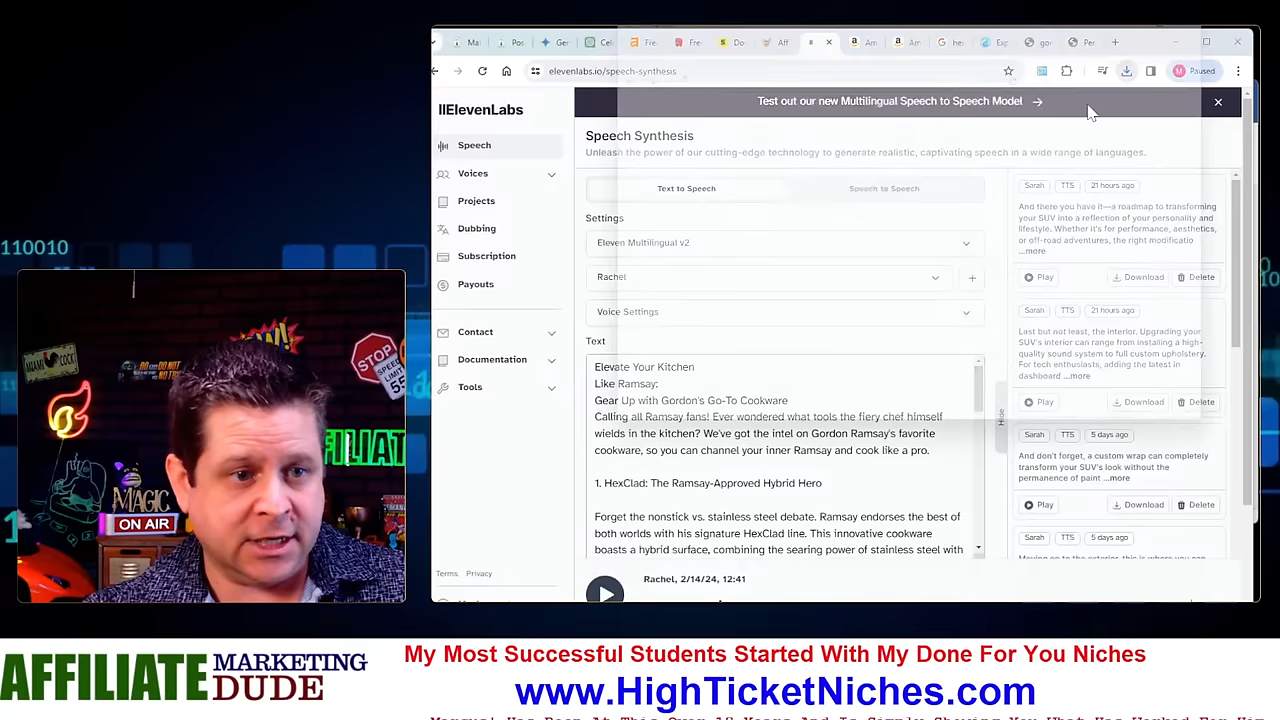 elevenlabs.io/speech-synthesis
Paused
IIElevenLabs
Test out our new Multilingual Speech to Speech Model →
Speech
Voices
Projects
Dubbing
Subscription
Payouts
Contact
Documentation
Tools
Terms Privacy
Speech Synthesis
Unleash the power of our cutting-edge technology to generate realistic, captivating speech in a wide range of languages.
Text to Speech
Speech to Speech
Settings
Eleven Multilingual v2
Rachel
Voice Settings
Text
Elevate Your Kitchen
Like Ramsay:
Gear Up with Gordon's Go-To Cookware
Calling all Ramsay fans! Ever wondered what tools the fiery chef himself
wields in the kitchen? We've got the intel on Gordon Ramsay's favorite
cookware, so you can channel your inner Ramsay and cook like a pro.
1. HexClad: The Ramsay-Approved Hybrid Hero
Forget the nonstick vs. stainless steel debate. Ramsay endorses the best of
both worlds with his signature HexClad line. This innovative cookware
boasts a hybrid surface, combining the searing power of stainless steel with
Rachel, 2/14/24, 12:41
Hide
Sarah TTS 21 hours ago
And there you have it—a roadmap to transforming
your SUV into a reflection of your personality and
lifestyle. Whether it's for performance, aesthetics,
or off-road adventures, the right modificatio
...more
Play Download Delete
Sarah TTS 21 hours ago
Last but not least, the interior. Upgrading your
SUV's interior can range from installing a high-
quality sound system to full custom upholstery.
For tech enthusiasts, adding the latest in
dashboard ...more
Play Download Delete
Sarah TTS 5 days ago
And don't forget, a custom wrap can completely
transform your SUV's look without the
permanence of paint ...more
Play Download Delete
Sarah TTS 5 days ago
110010
MIAMI COCK
STOP
SPEED
55
MAGIC
ON AIR
AFFILIATE MARKETING DUDE
My Most Successful Students Started With My Done For You Niches
www.HighTicketNiches.com